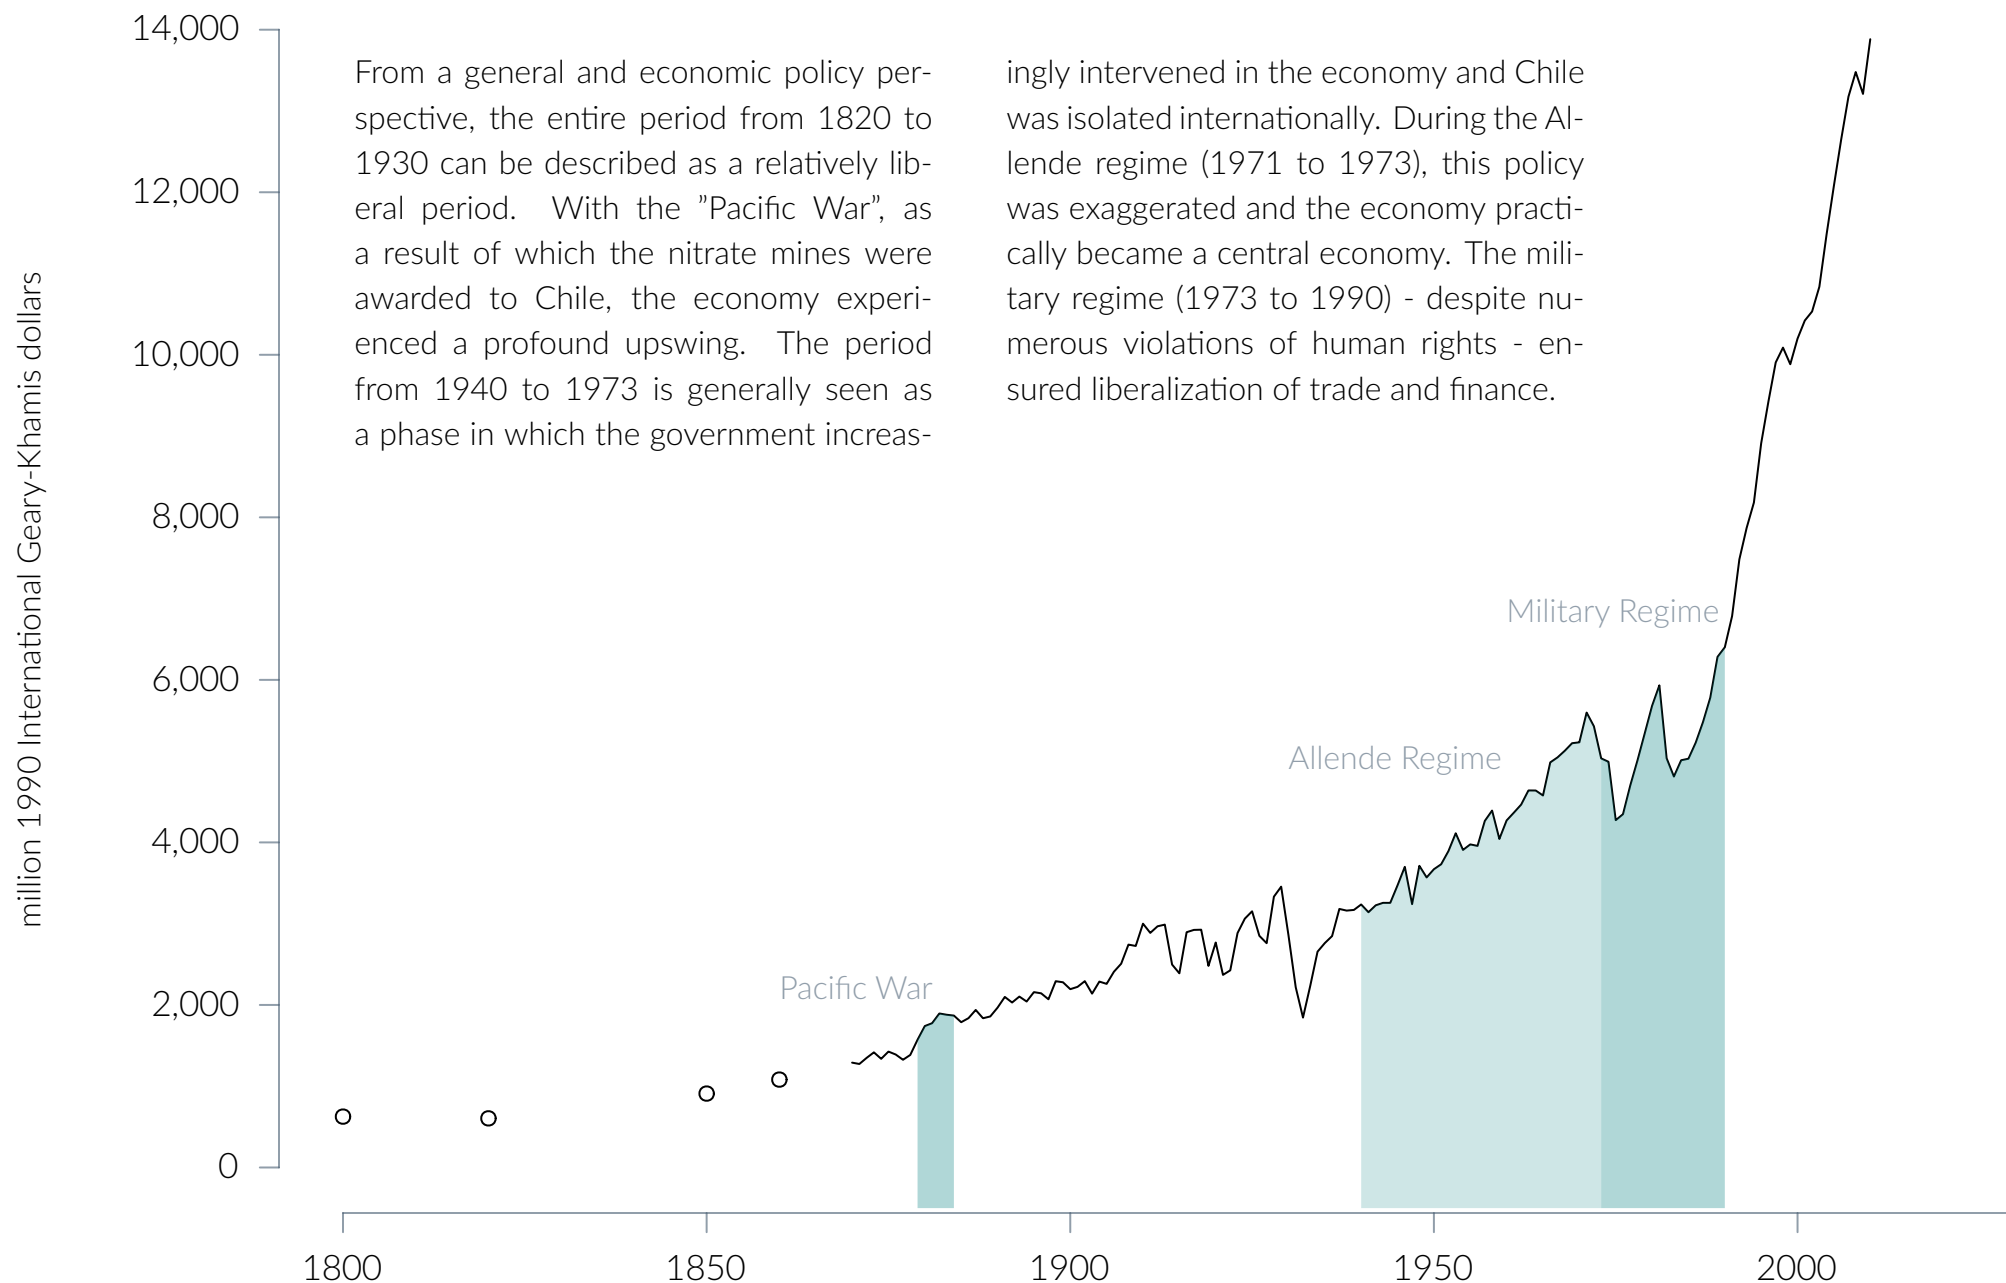 million 1990 International Geary-Khamis dollars
14,000
12,000
10,000
8,000
6,000
4,000
2,000
0
From a general and economic policy per-
spective, the entire period from 1820 to
1930 can be described as a relatively lib-
eral period. With the ”Pacific War”, as
a result of which the nitrate mines were
awarded to Chile, the economy experi-
enced a profound upswing. The period
from 1940 to 1973 is generally seen as
a phase in which the government increas-
ingly intervened in the economy and Chile
was isolated internationally. During the Al-
lende regime (1971 to 1973), this policy
was exaggerated and the economy practi-
cally became a central economy. The mili-
tary regime (1973 to 1990) - despite nu-
merous violations of human rights - en-
sured liberalization of trade and finance.
Military Regime
Allende Regime
Pacific War
1800
1850
1900
1950
2000